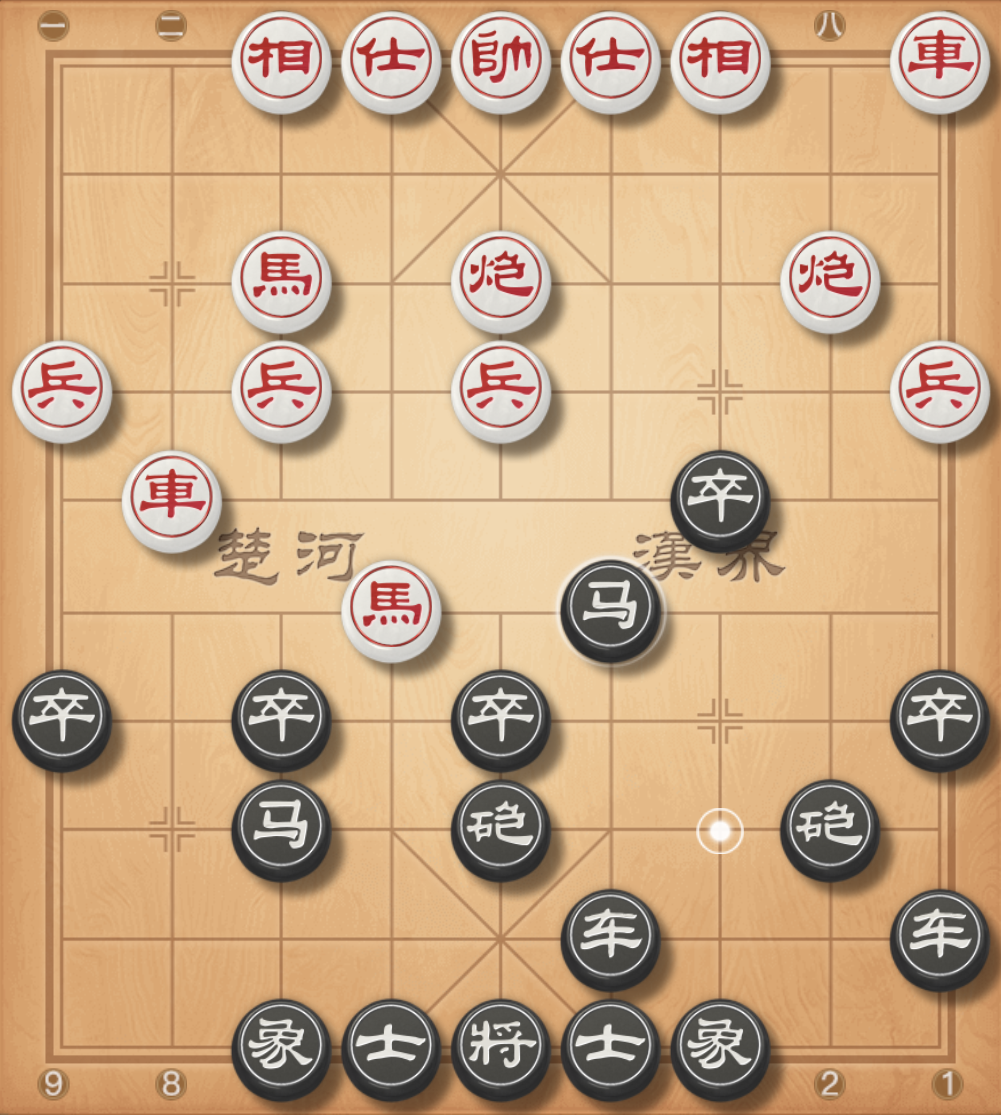 一 二 相 仕 帥 仕 相 八 車
馬 炮 炮
兵 兵 兵 兵
車 卒
楚河 漢界
馬 马
卒 卒 卒 卒
马 砲 砲
车 车
象 士 将 士 象
9 8 2 1